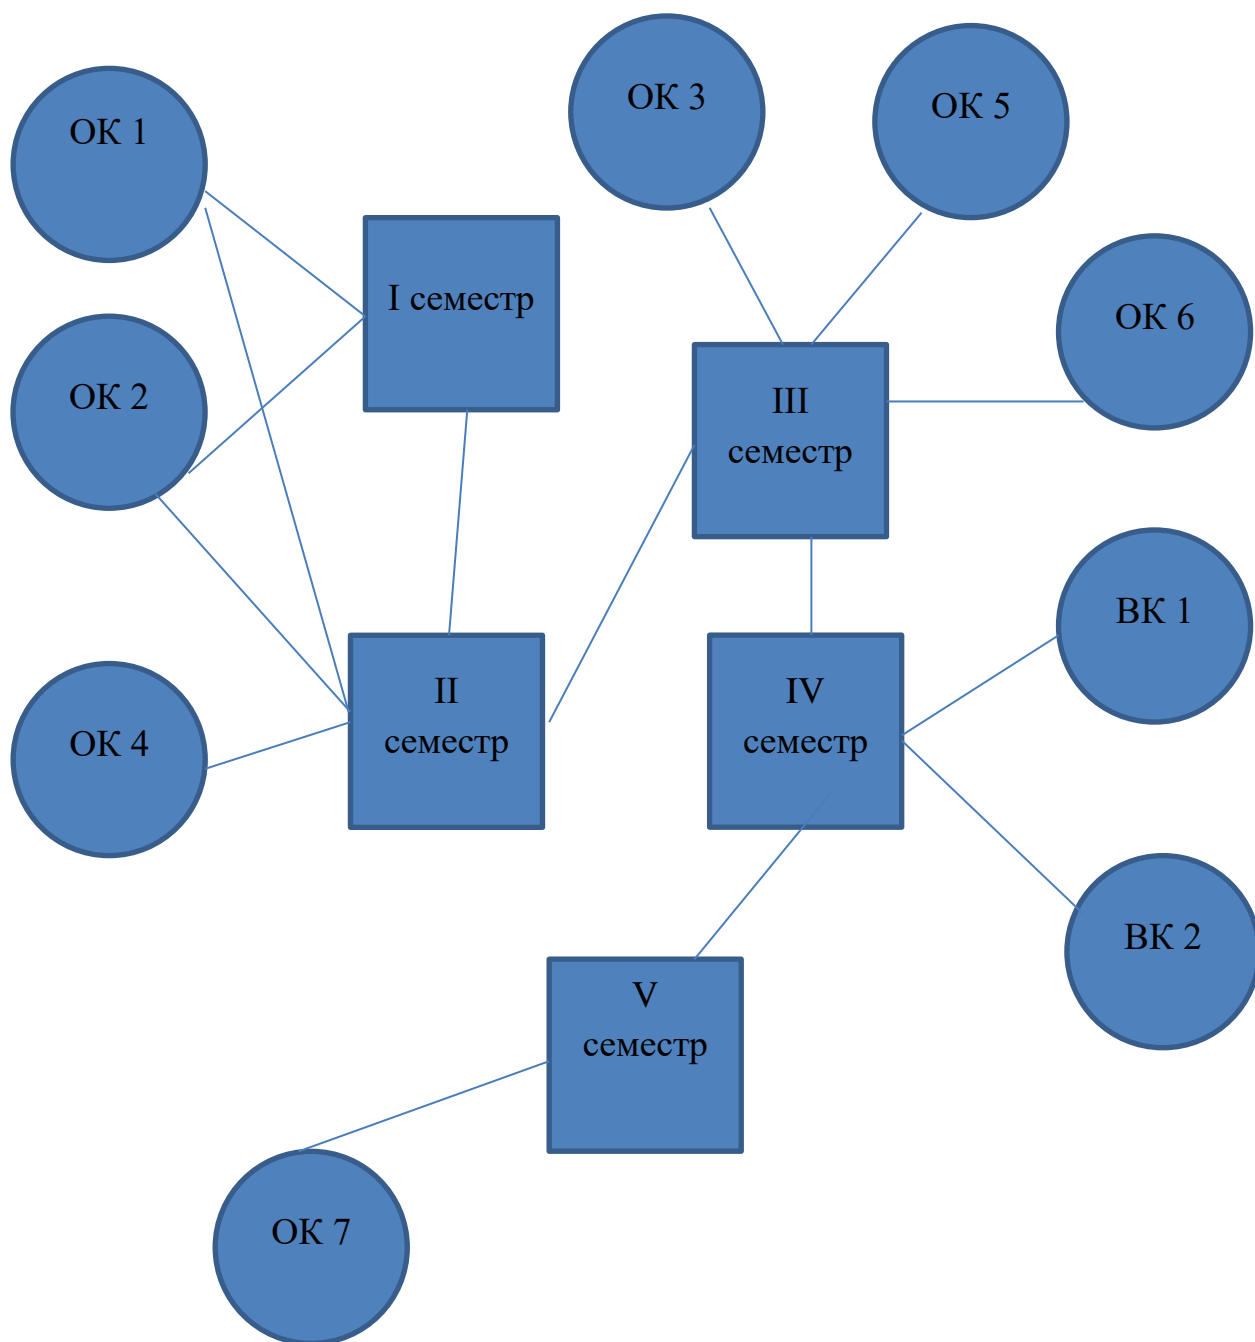 ОК 3
ОК 5
ОК 1
I семестр
ОК 6
ОК 2
III
семестр
ВК 1
II
семестр
IV
семестр
ОК 4
ВК 2
V
семестр
ОК 7